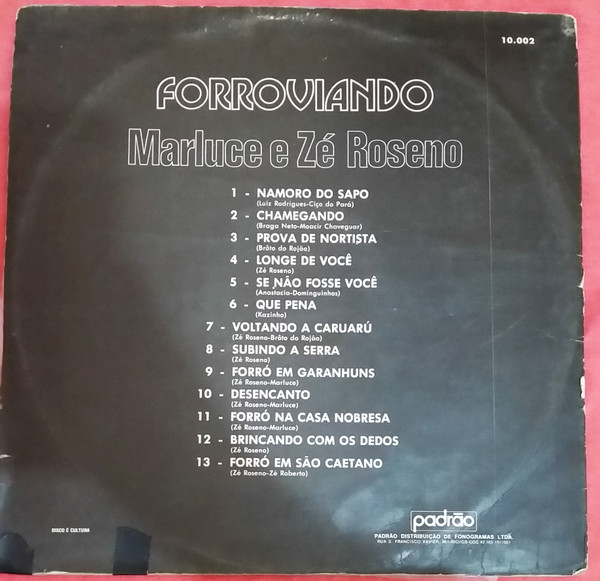 10.002
FORROVIANDO
Marluce e Zé Roseno
1 - NAMORO DO SAPO
(Luiz Rodrigues-Ciço do Pará)
2 - CHAMEGANDO
(Braga Neto-Moacir Chaveguar)
3 - PROVA DE NORTISTA
(Brôto do Rojão)
4 - LONGE DE VOCÊ
(Zé Roseno)
5 - SE NÃO FOSSE VOCÊ
(Anastacio-Dominguinhos)
6 - QUE PENA
(Kazinho)
7 - VOLTANDO A CARUARÚ
(Zé Roseno-Brôto do Rojão)
8 - SUBINDO A SERRA
(Zé Roseno)
9 - FORRÓ EM GARANHUNS
(Zé Roseno-Marluce)
10 - DESENCANTO
(Zé Roseno-Marluce)
11 - FORRÓ NA CASA NOBRESA
(Zé Roseno-Marluce)
12 - BRINCANDO COM OS DEDOS
(Zé Roseno)
13 - FORRÓ EM SÃO CAETANO
(Zé Roseno-Zé Roberto)
DISCO É CULTURA
padrão
PADRÃO DISTRIBUIÇÃO DE FONOGRAMAS LTDA.
RUA S. FRANCISCO XAVIER,